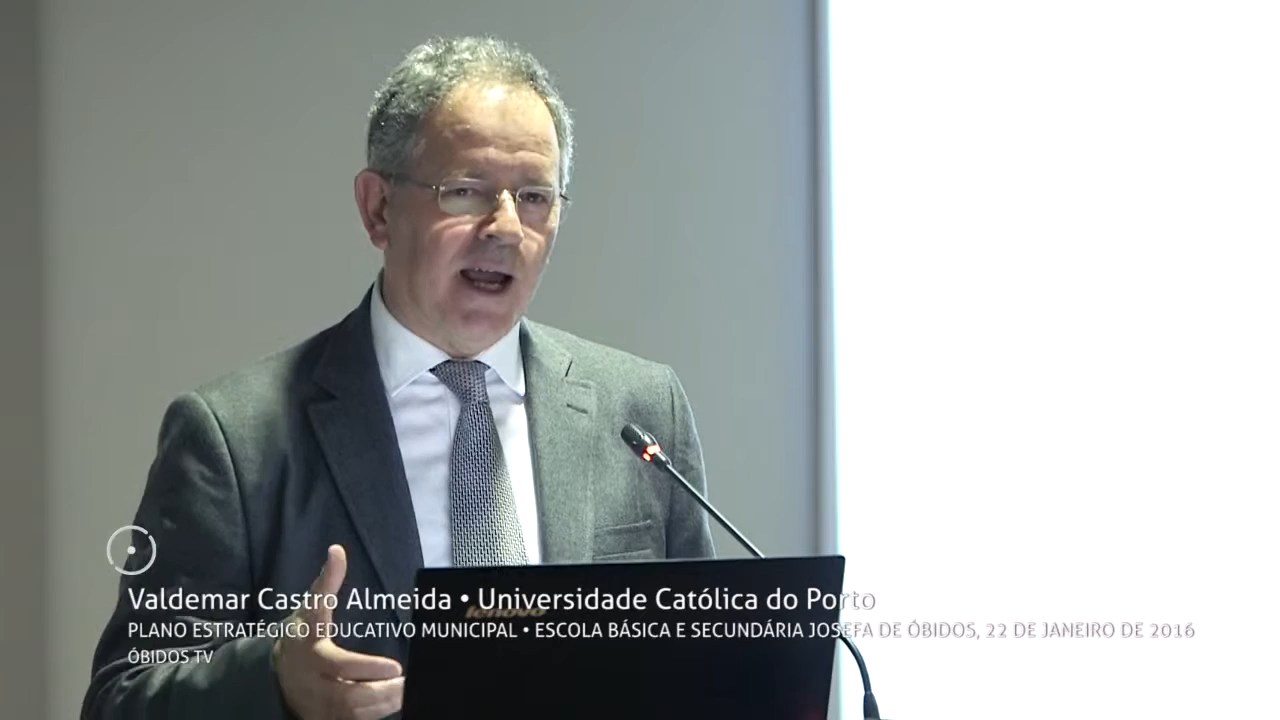 Valdemar Castro Almeida • Universidade Católica do Porto
lenovo
PLANO ESTRATÉGICO EDUCATIVO MUNICIPAL • ESCOLA BÁSICA E SECUNDÁRIA JOSEFA DE ÓBIDOS, 22 DE JANEIRO DE 2016
ÓBIDOS TV